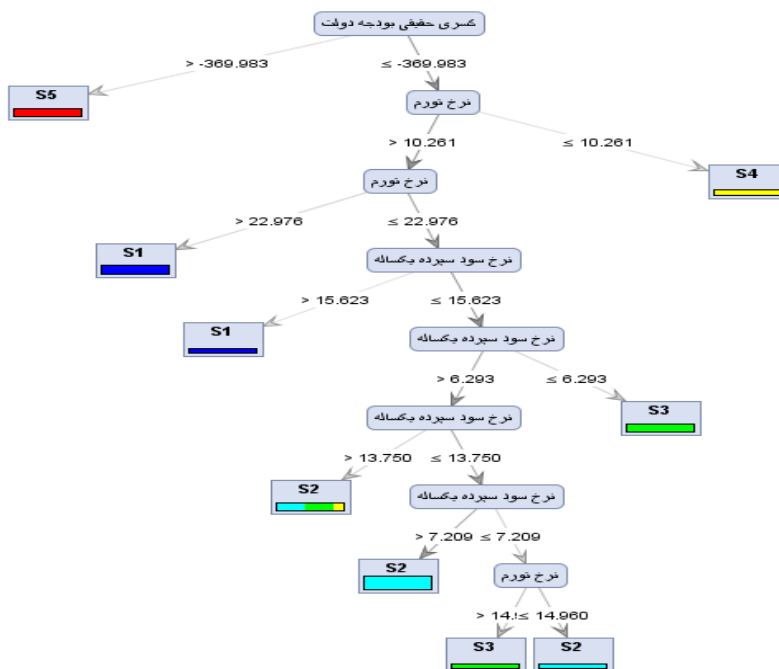 کسری حقیقی بودجه دولت
> -369.983
≤ -369.983
S5
نرخ تورم
> 10.261
≤ 10.261
نرخ تورم
S4
> 22.976
≤ 22.976
S1
نرخ سود سپرده یکساله
> 15.623
≤ 15.623
S1
نرخ سود سپرده یکساله
> 6.293
≤ 6.293
نرخ سود سپرده یکساله
S3
> 13.750
≤ 13.750
S2
نرخ سود سپرده یکساله
> 7.209
≤ 7.209
S2
نرخ تورم
≤ 14.960
S3
S2